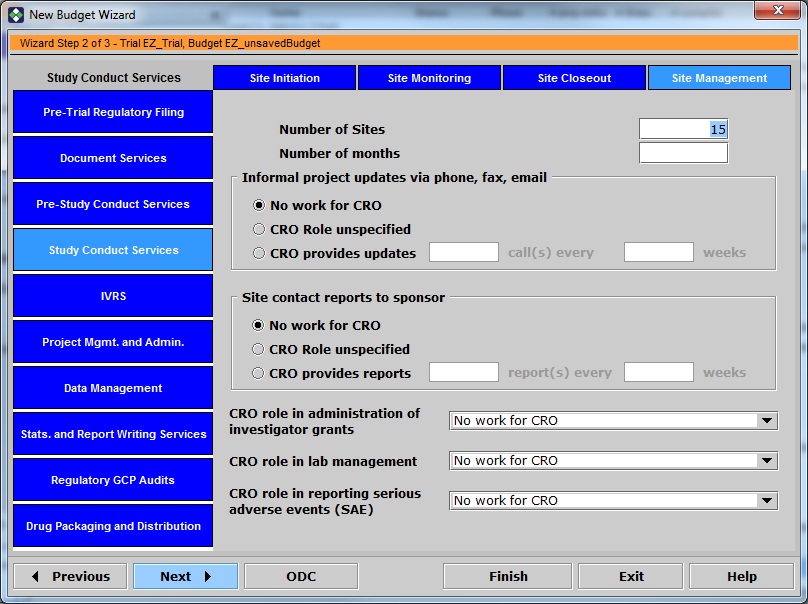 New Budget Wizard
Wizard Step 2 of 3 - Trial EZ_Trial, Budget EZ_unsavedBudget
Study Conduct Services
Site Initiation
Site Monitoring
Site Closeout
Site Management
Pre-Trial Regulatory Filing
Document Services
Pre-Study Conduct Services
Study Conduct Services
IVRS
Project Mgmt. and Admin.
Data Management
Stats. and Report Writing Services
Regulatory GCP Audits
Drug Packaging and Distribution
Number of Sites 15
Number of months
Informal project updates via phone, fax, email
No work for CRO
CRO Role unspecified
CRO provides updates call(s) every weeks
Site contact reports to sponsor
No work for CRO
CRO Role unspecified
CRO provides reports report(s) every weeks
CRO role in administration of
investigator grants
No work for CRO
CRO role in lab management
No work for CRO
CRO role in reporting serious
adverse events (SAE)
No work for CRO
Previous
Next
ODC
Finish
Exit
Help